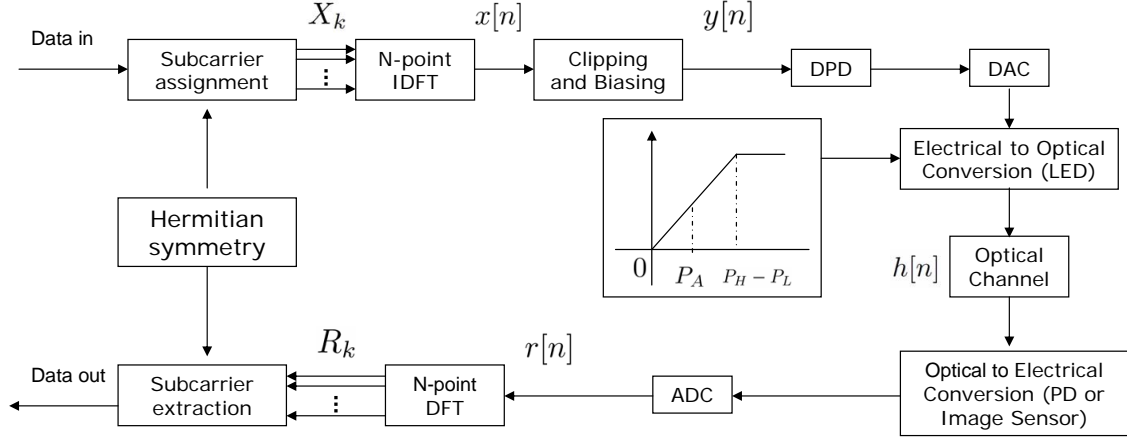 Data in
Subcarrier
assignment
X_k
⋮
N-point
IDFT
x[n]
Clipping
and Biasing
y[n]
DPD
DAC
Electrical to Optical
Conversion (LED)
0
P_A
P_H − P_L
Hermitian
symmetry
h[n]
Optical
Channel
Optical to Electrical
Conversion (PD or
Image Sensor)
ADC
r[n]
N-point
DFT
R_k
⋮
Subcarrier
extraction
Data out